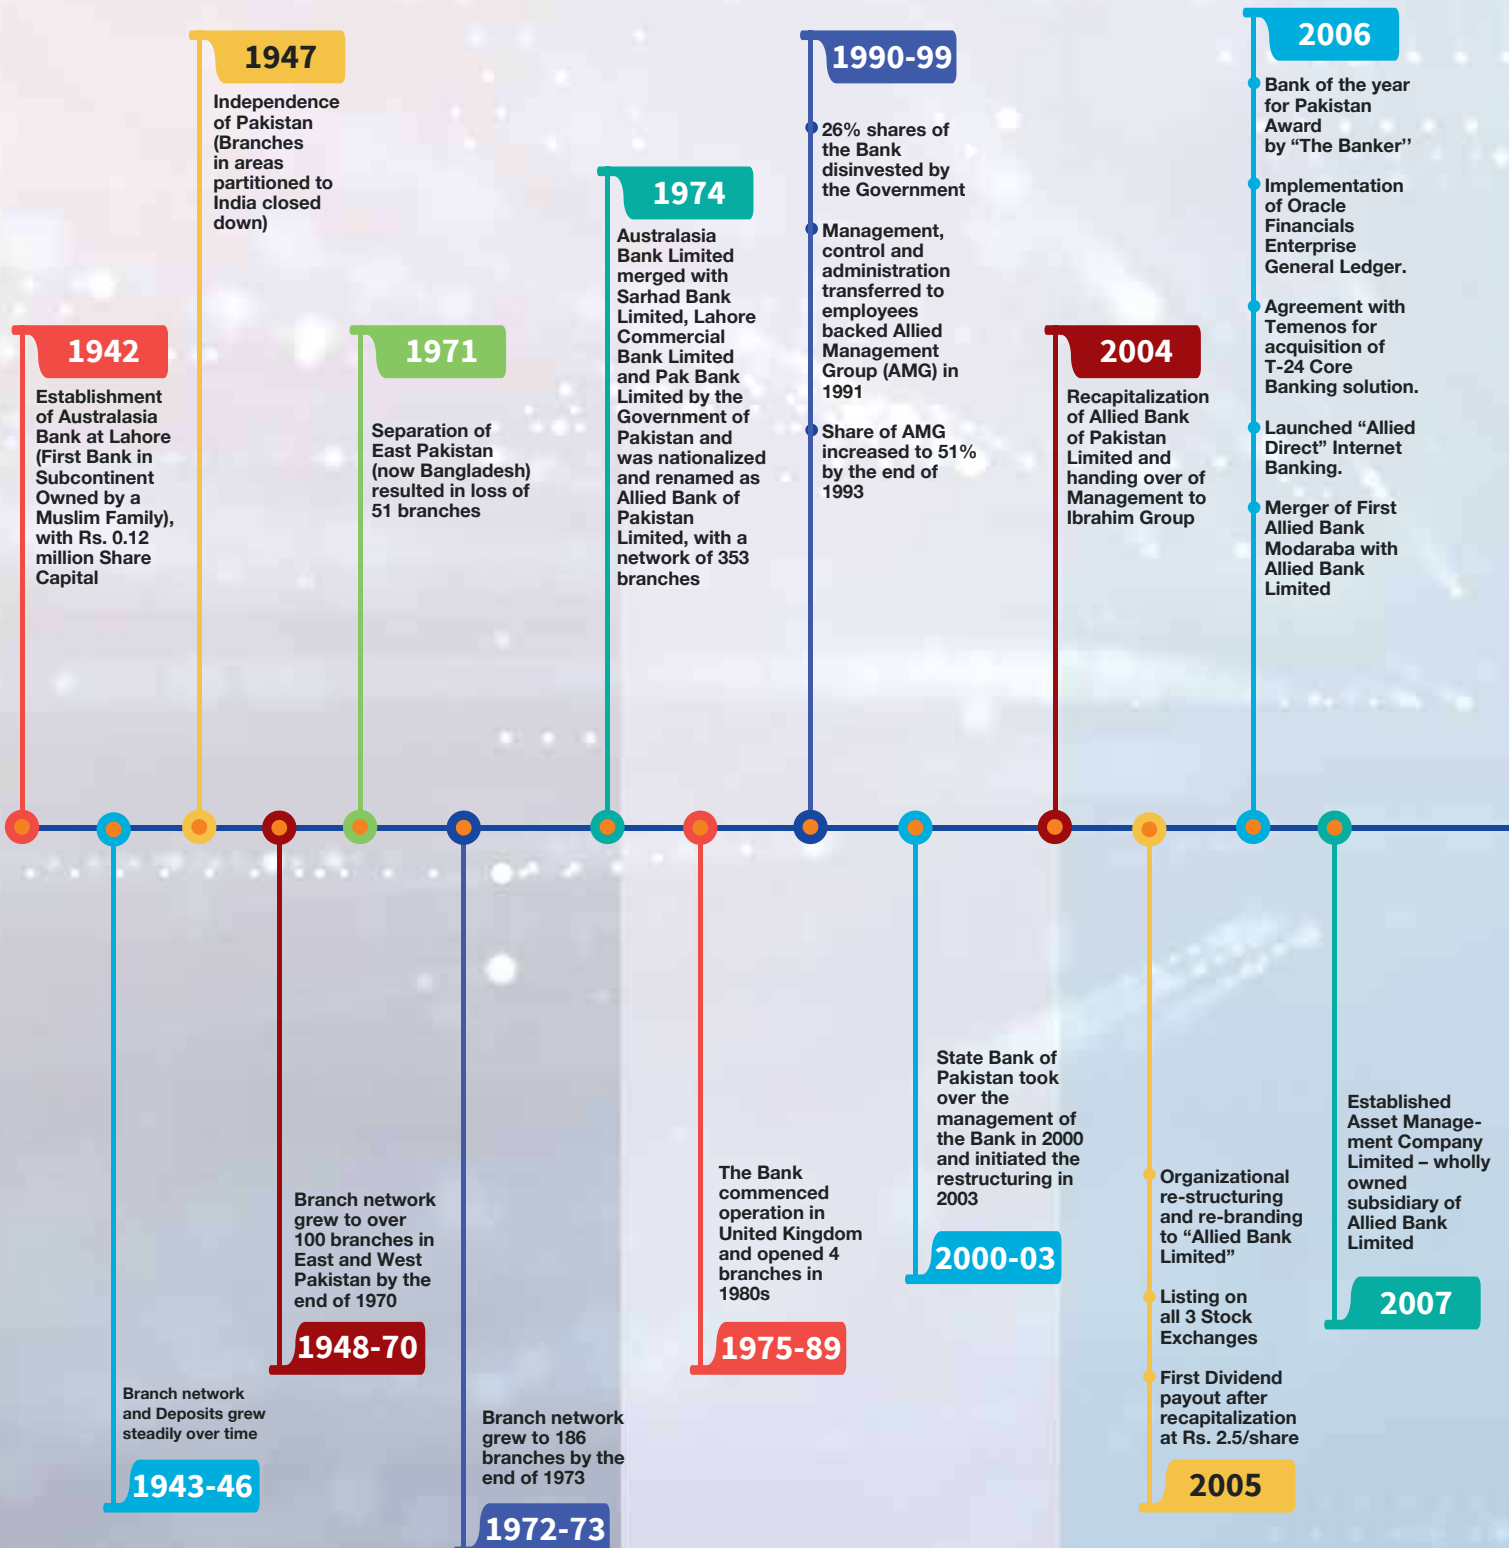 1942
Establishment
of Australasia
Bank at Lahore
(First Bank in
Subcontinent
Owned by a
Muslim Family),
with Rs. 0.12
million Share
Capital
Branch network
and Deposits grew
steadily over time
1943-46
1947
Independence
of Pakistan
(Branches
in areas
partitioned to
India closed
down)
Branch network
grew to over
100 branches in
East and West
Pakistan by the
end of 1970
1948-70
1971
Separation of
East Pakistan
(now Bangladesh)
resulted in loss of
51 branches
Branch network
grew to 186
branches by the
end of 1973
1972-73
1974
Australasia
Bank Limited
merged with
Sarhad Bank
Limited, Lahore
Commercial
Bank Limited
and Pak Bank
Limited by the
Government of
Pakistan and
was nationalized
and renamed as
Allied Bank of
Pakistan
Limited, with a
network of 353
branches
The Bank
commenced
operation in
United Kingdom
and opened 4
branches in
1980s
1975-89
1990-99
26% shares of
the Bank
disinvested by
the Government
Management,
control and
administration
transferred to
employees
backed Allied
Management
Group (AMG) in
1991
Share of AMG
increased to 51%
by the end of
1993
State Bank of
Pakistan took
over the
management of
the Bank in 2000
and initiated the
restructuring in
2003
2000-03
2004
Recapitalization
of Allied Bank
of Pakistan
Limited and
handing over of
Management to
Ibrahim Group
Organizational
re-structuring
and re-branding
to “Allied Bank
Limited”
Listing on
all 3 Stock
Exchanges
First Dividend
payout after
recapitalization
at Rs. 2.5/share
2005
2006
Bank of the year
for Pakistan
Award
by “The Banker’’
Implementation
of Oracle
Financials
Enterprise
General Ledger.
Agreement with
Temenos for
acquisition of
T-24 Core
Banking solution.
Launched “Allied
Direct” Internet
Banking.
Merger of First
Allied Bank
Modaraba with
Allied Bank
Limited
Established
Asset Manage-
ment Company
Limited – wholly
owned
subsidiary of
Allied Bank
Limited
2007